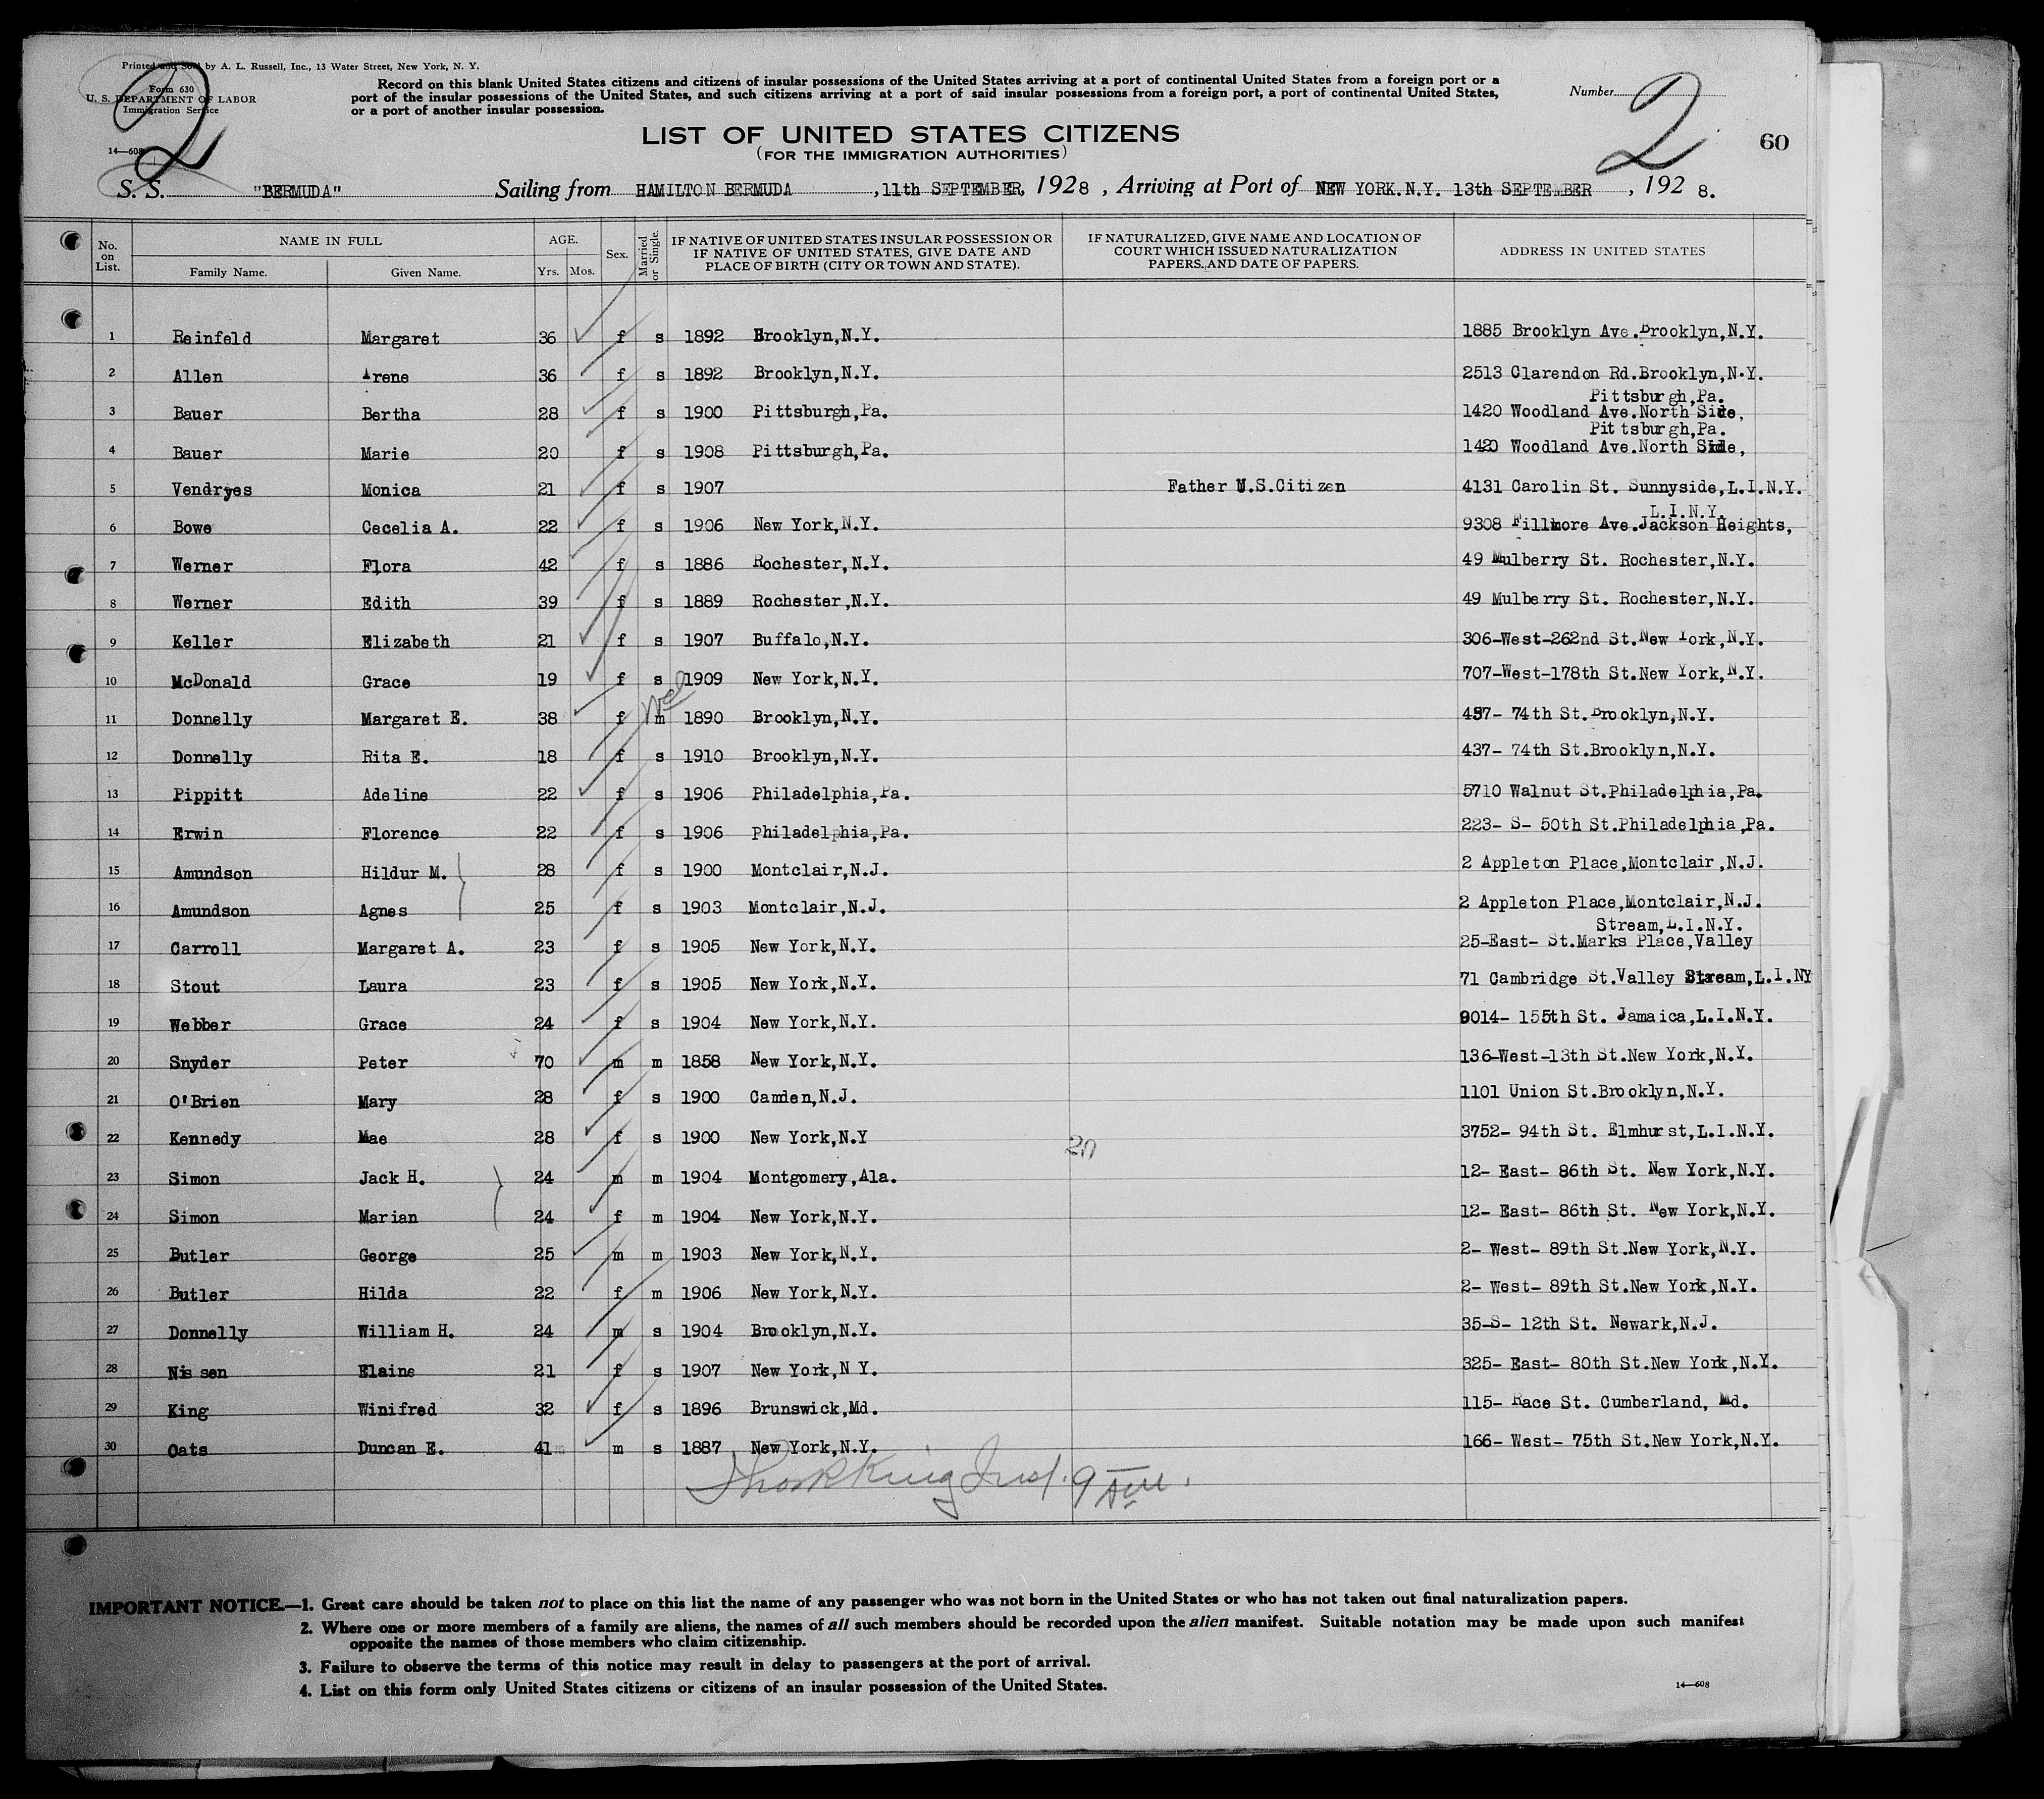 Printed and Sold by A. L. Russell, Inc., 13 Water Street, New York, N. Y.
Form 630
U. S. DEPARTMENT OF LABOR
Immigration Service
14—608
2
Record on this blank United States citizens and citizens of insular possessions of the United States arriving at a port of continental United States from a foreign port or a
port of the insular possessions of the United States, and such citizens arriving at a port of said insular possessions from a foreign port, a port of continental United States,
or a port of another insular possession.
Number 2
60
LIST OF UNITED STATES CITIZENS
(FOR THE IMMIGRATION AUTHORITIES)
S. S. "BERMUDA" Sailing from HAMILTON BERMUDA , 11th SEPTEMBER, 1928 , Arriving at Port of NEW YORK.N.Y. 13th SEPTEMBER , 1928.
No. on List. NAME IN FULL Family Name. Given Name. AGE. Yrs. Mos. Sex. Married or Single. IF NATIVE OF UNITED STATES INSULAR POSSESSION OR IF NATIVE OF UNITED STATES, GIVE DATE AND PLACE OF BIRTH (CITY OR TOWN AND STATE). IF NATURALIZED, GIVE NAME AND LOCATION OF COURT WHICH ISSUED NATURALIZATION PAPERS, AND DATE OF PAPERS. ADDRESS IN UNITED STATES
1 Reinfeld Margaret 36 f s 1892 Brooklyn,N.Y. 1885 Brooklyn Ave.Brooklyn,N.Y.
2 Allen Irene 36 f s 1892 Brooklyn,N.Y. 2513 Clarendon Rd.Brooklyn,N.Y.
Pittsburgh,Pa.
3 Bauer Bertha 28 f s 1900 Pittsburgh,Pa. 1420 Woodland Ave.North Side,
Pittsburgh,Pa.
4 Bauer Marie 20 f s 1908 Pittsburgh,Pa. 1420 Woodland Ave.North Side,
5 Vendryes Monica 21 f s 1907 Father U.S.Citizen 4131 Carolin St. Sunnyside,L.I.N.Y.
L.I.N.Y.
6 Bowe Cecelia A. 22 f s 1906 New York,N.Y. 9308 Fillmore Ave.Jackson Heights,
7 Werner Flora 42 f s 1886 Rochester,N.Y. 49 Mulberry St. Rochester,N.Y.
8 Werner Edith 39 f s 1889 Rochester,N.Y. 49 Mulberry St. Rochester,N.Y.
9 Keller Elizabeth 21 f s 1907 Buffalo,N.Y. 306-West-262nd St.New York,N.Y.
10 McDonald Grace 19 f s 1909 New York,N.Y. 707-West-178th St.New York,N.Y.
11 Donnelly Margaret E. 38 f m 1890 Brooklyn,N.Y. 437- 74th St.Brooklyn,N.Y.
12 Donnelly Rita E. 18 f s 1910 Brooklyn,N.Y. 437- 74th St.Brooklyn,N.Y.
13 Pippitt Adeline 22 f s 1906 Philadelphia,Pa. 5710 Walnut St.Philadelphia,Pa.
14 Erwin Florence 22 f s 1906 Philadelphia,Pa. 223- S- 50th St.Philadelphia,Pa.
15 Amundson Hildur M. 28 f s 1900 Montclair,N.J. 2 Appleton Place,Montclair,N.J.
16 Amundson Agnes 25 f s 1903 Montclair,N.J. 2 Appleton Place,Montclair,N.J.
Stream,L.I.N.Y.
17 Carroll Margaret A. 23 f s 1905 New York,N.Y. 25-East- St.Marks Place,Valley
18 Stout Laura 23 f s 1905 New York,N.Y. 71 Cambridge St.Valley Stream,L.I.NY
19 Webber Grace 24 f s 1904 New York,N.Y. 9014- 155th St. Jamaica,L.I.N.Y.
20 Snyder Peter 70 m m 1858 New York,N.Y. 136-West-13th St.New York,N.Y.
21 O'Brien Mary 28 f s 1900 Camden,N.J. 1101 Union St.Brooklyn,N.Y.
22 Kennedy Mae 28 f s 1900 New York,N.Y 3752- 94th St. Elmhurst,L.I.N.Y.
23 Simon Jack H. 24 m m 1904 Montgomery,Ala. 12- East- 86th St. New York,N.Y.
24 Simon Marian 24 f m 1904 New York,N.Y. 12- East- 86th St. New York,N.Y.
25 Butler George 25 m m 1903 New York,N.Y. 2- West- 89th St.New York,N.Y.
26 Butler Hilda 22 f m 1906 New York,N.Y. 2- West- 89th St.New York,N.Y.
27 Donnelly William H. 24 m s 1904 Brooklyn,N.Y. 35-S- 12th St. Newark,N.J.
28 Nissen Elaine 21 f s 1907 New York,N Y. 325- East- 80th St.New York,N.Y.
29 King Winifred 32 f s 1896 Brunswick,Md. 115- Race St. Cumberland, Md.
30 Oats Duncan E. 41 m s 1887 New York,N.Y. 166- West- 75th St.New York,N.Y.
IMPORTANT NOTICE.—1. Great care should be taken not to place on this list the name of any passenger who was not born in the United States or who has not taken out final naturalization papers.
2. Where one or more members of a family are aliens, the names of all such members should be recorded upon the alien manifest. Suitable notation may be made upon such manifest
opposite the names of those members who claim citizenship.
3. Failure to observe the terms of this notice may result in delay to passengers at the port of arrival.
4. List on this form only United States citizens or citizens of an insular possession of the United States.
14—608